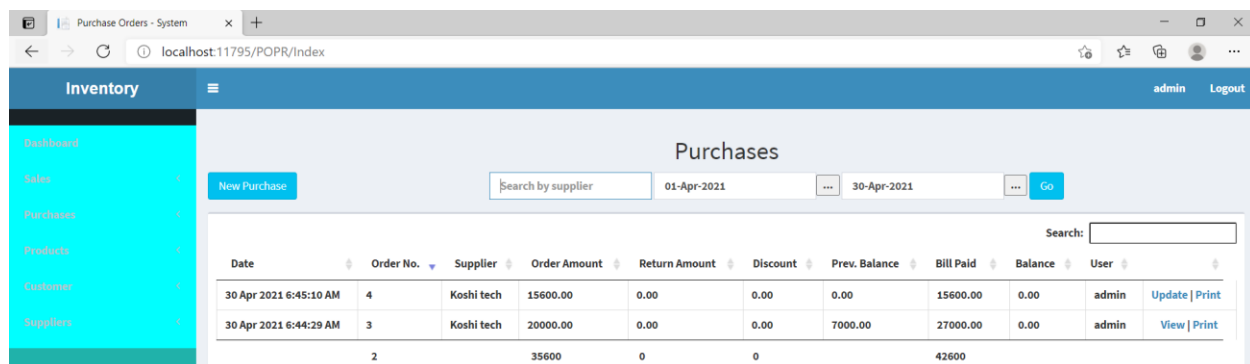 Purchase Orders - System
localhost:11795/POPR/Index
Inventory admin Logout
Dashboard
Purchases
Sales
New Purchase Search by supplier 01-Apr-2021 ... 30-Apr-2021 ... Go
Purchases
Search:
Products
Date Order No. Supplier Order Amount Return Amount Discount Prev. Balance Bill Paid Balance User
Customer
30 Apr 2021 6:45:10 AM 4 Koshi tech 15600.00 0.00 0.00 0.00 15600.00 0.00 admin Update | Print
Suppliers
30 Apr 2021 6:44:29 AM 3 Koshi tech 20000.00 0.00 0.00 7000.00 27000.00 0.00 admin View | Print
2 35600 0 0 42600